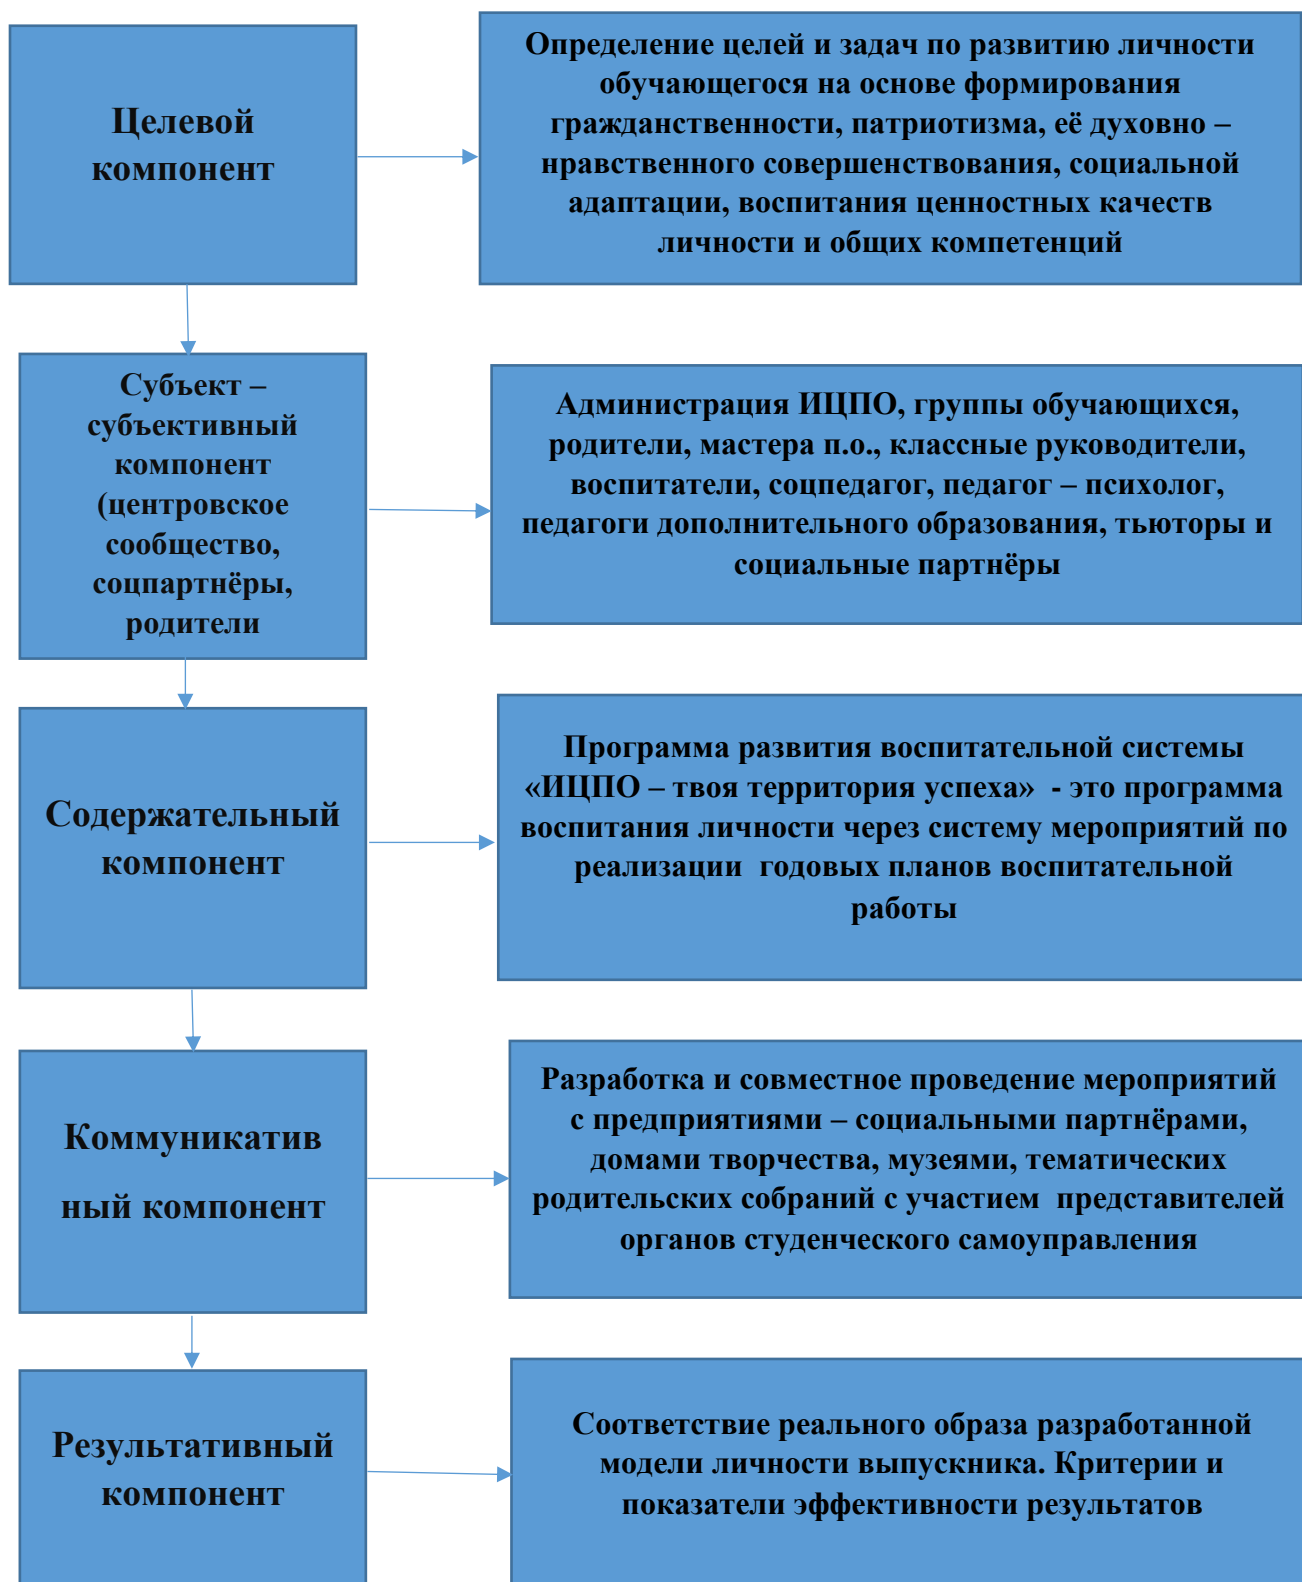 Целевой
компонент
Определение целей и задач по развитию личности
обучающегося на основе формирования
гражданственности, патриотизма, её духовно –
нравственного совершенствования, социальной
адаптации, воспитания ценностных качеств
личности и общих компетенций
Субъект –
субъективный
компонент
(центровское
сообщество,
соцпартнёры,
родители
Администрация ИЦПО, группы обучающихся,
родители, мастера п.о., классные руководители,
воспитатели, соцпедагог, педагог – психолог,
педагоги дополнительного образования, тьюторы и
социальные партнёры
Содержательный
компонент
Программа развития воспитательной системы
«ИЦПО – твоя территория успеха» - это программа
воспитания личности через систему мероприятий по
реализации годовых планов воспитательной
работы
Коммуникатив
ный компонент
Разработка и совместное проведение мероприятий
с предприятиями – социальными партнёрами,
домами творчества, музеями, тематических
родительских собраний с участием представителей
органов студенческого самоуправления
Результативный
компонент
Соответствие реального образа разработанной
модели личности выпускника. Критерии и
показатели эффективности результатов